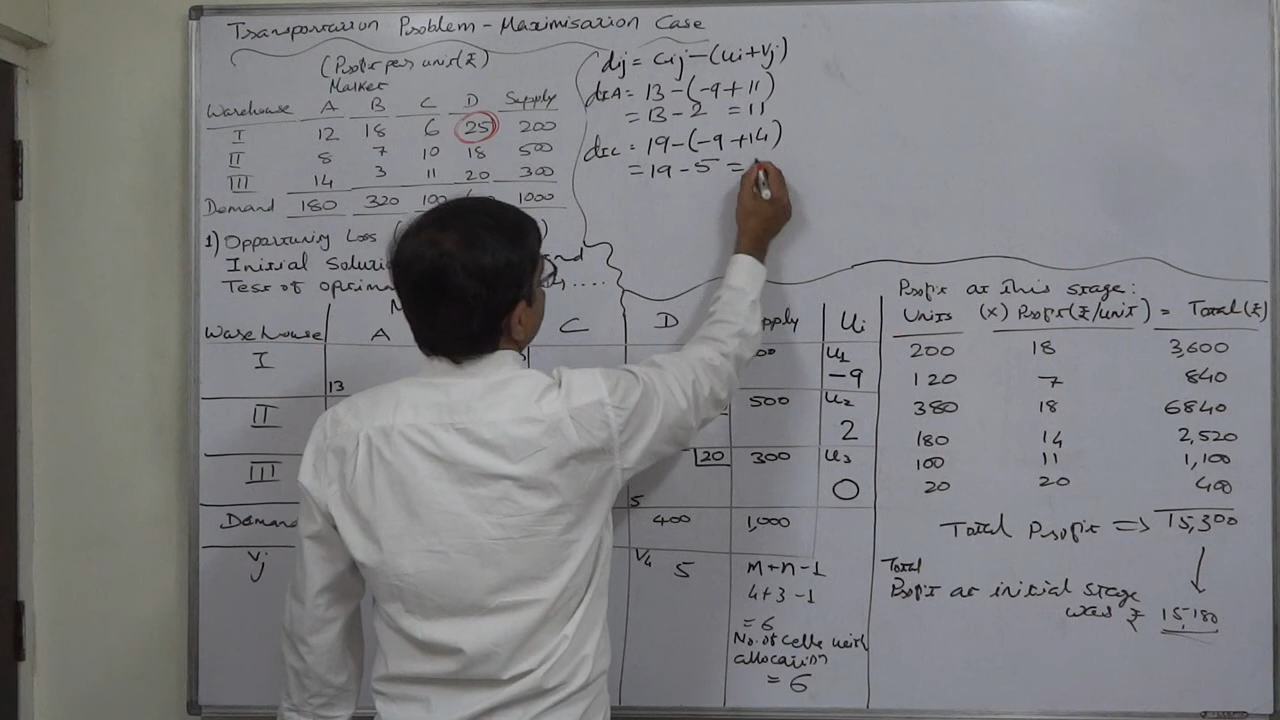 Transportation Problem - Maximisation Case
(Profit per unit (₹)
Market
Warehouse A B C D Supply
I 12 18 6 25 200
II 8 7 10 18 500
III 14 3 11 20 300
Demand 180 320 100 1000
1) Opportunity Loss
Initial
Test of
dij = Cij - (ui + vj)
dIA = 13 - (-9 + 11)
= 13 - 2 = 11
dIC = 19 - (-9 + 14)
= 19 - 5 =
Warehouse A C D Ui
I 13 u1 -9
II 500 u2 2
III 5 20 300 u3 0
Demand 400 1,000
Vj V4 5
m+n-1
4+3-1
= 6
No. of cells with
allocation
= 6
Profit at this stage:
Units (x) Profit (₹/unit) = Total (₹)
200 18 3,600
120 7 840
380 18 6840
180 14 2,520
100 11 1,100
20 20 400
Total Profit => 15,300
Total
Profit at initial stage
was ₹ 15,180